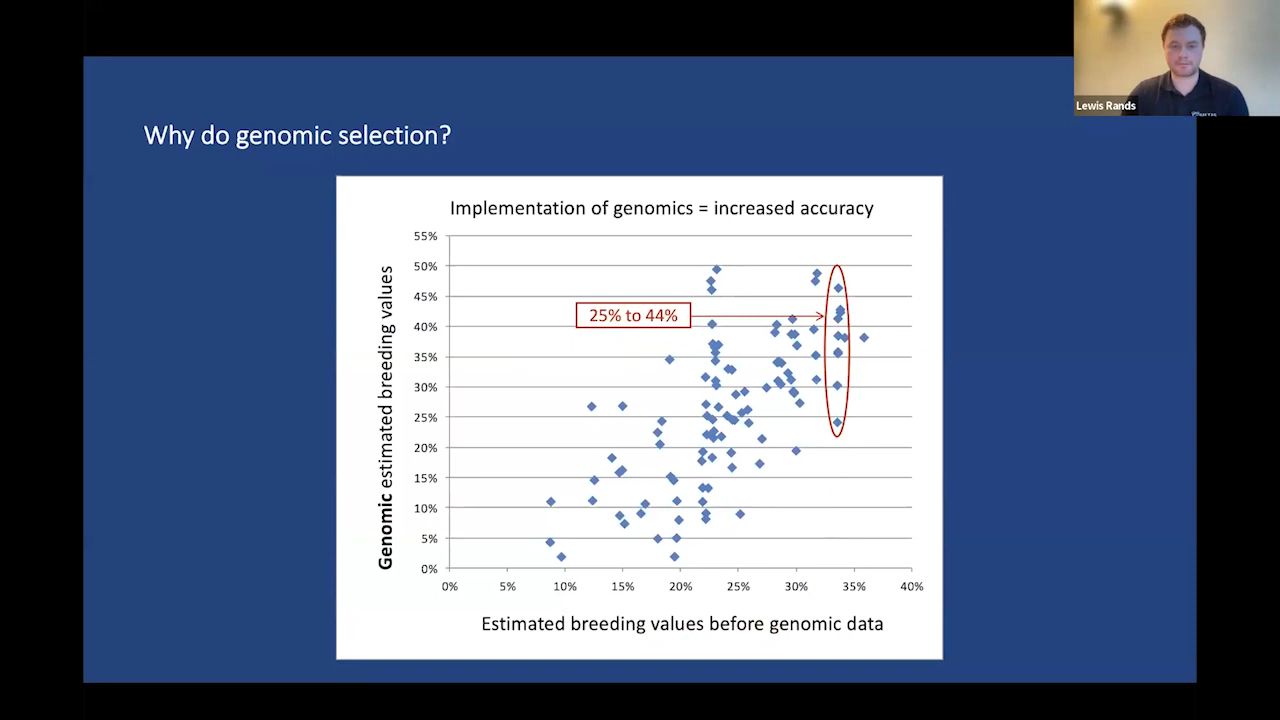 Lewis Rands
Why do genomic selection?
Implementation of genomics = increased accuracy
55%
50%
45%
40%
35%
30%
25%
20%
15%
10%
5%
0%
Genomic estimated breeding values
25% to 44%
0% 5% 10% 15% 20% 25% 30% 35% 40%
Estimated breeding values before genomic data